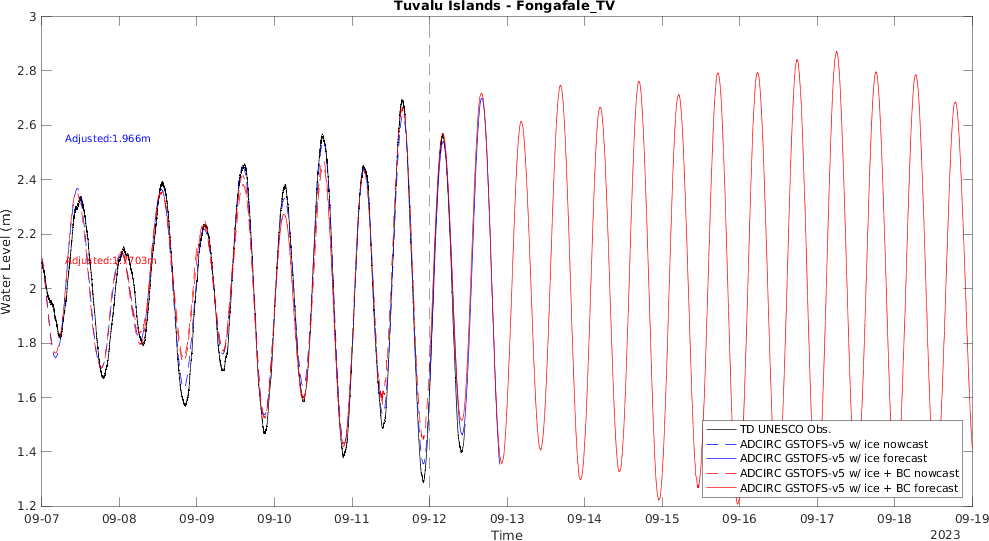 Tuvalu Islands - Fongafale_TV
3
2.8
2.6
2.4
2.2
2
1.8
1.6
1.4
1.2
Water Level (m)
Adjusted:1.966m
TD UNESCO Obs.
ADCIRC GSTOFS-v5 w/ ice nowcast
ADCIRC GSTOFS-v5 w/ ice forecast
ADCIRC GSTOFS-v5 w/ ice + BC nowcast
ADCIRC GSTOFS-v5 w/ ice + BC forecast
09-07 09-08 09-09 09-10 09-11 09-12 09-13 09-14 09-15 09-16 09-17 09-18 09-19
Time
2023